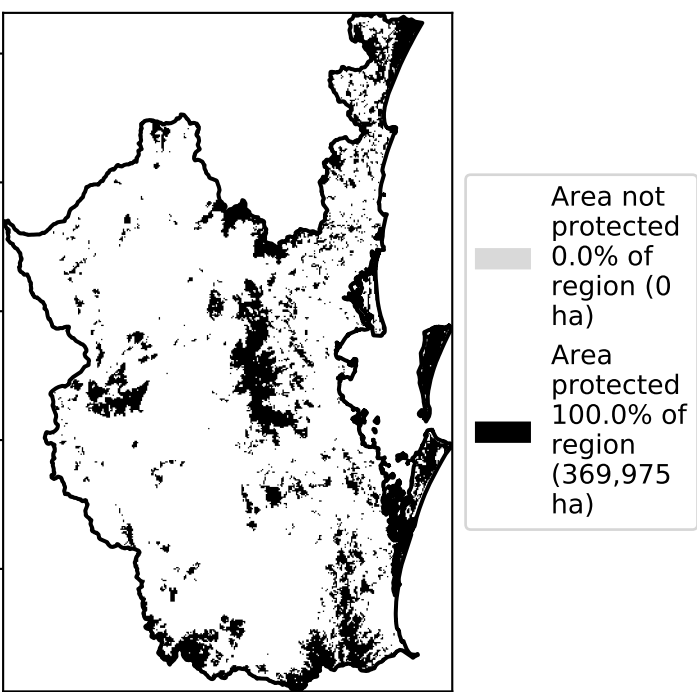 Area not
protected
0.0% of
region (0
ha)
Area
protected
100.0% of
region
(369,975
ha)